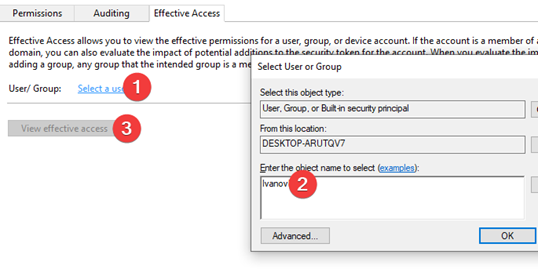 Permissions
Auditing
Effective Access
Effective Access allows you to view the effective permissions for a user, group, or device account. If the account is a member of a
domain, you can also evaluate the impact of potential additions to the security token for the account. When you evaluate the im
adding a group, any group that the intended group is a me
User/ Group: Select a us 1
View effective access 3
Select User or Group
Select this object type:
User, Group, or Built-in security principal
From this location:
DESKTOP-ARUTQV7
Enter the object name to select (examples):
Ivanov 2
Advanced...
OK